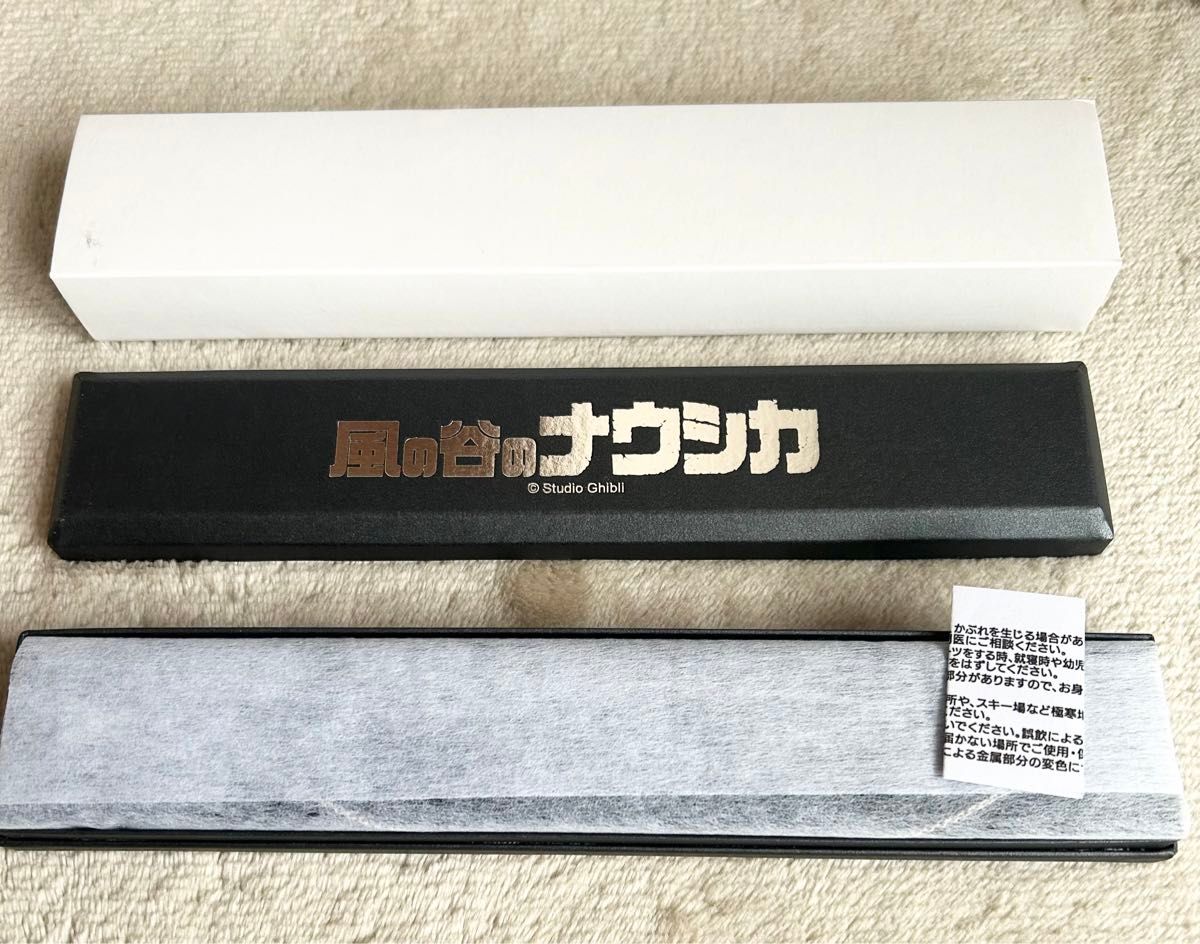 風の谷のナウシカ
© Studio Ghibli
かぶれを生じる場合があ
医にご相談ください。
ツをする時、就寝時や幼児
をはずしてください。
部分がありますので、お身
所や、スキー場など極寒地
ださい。
いでください。誤飲による
届かない場所でご使用・保
による金属部分の変色に